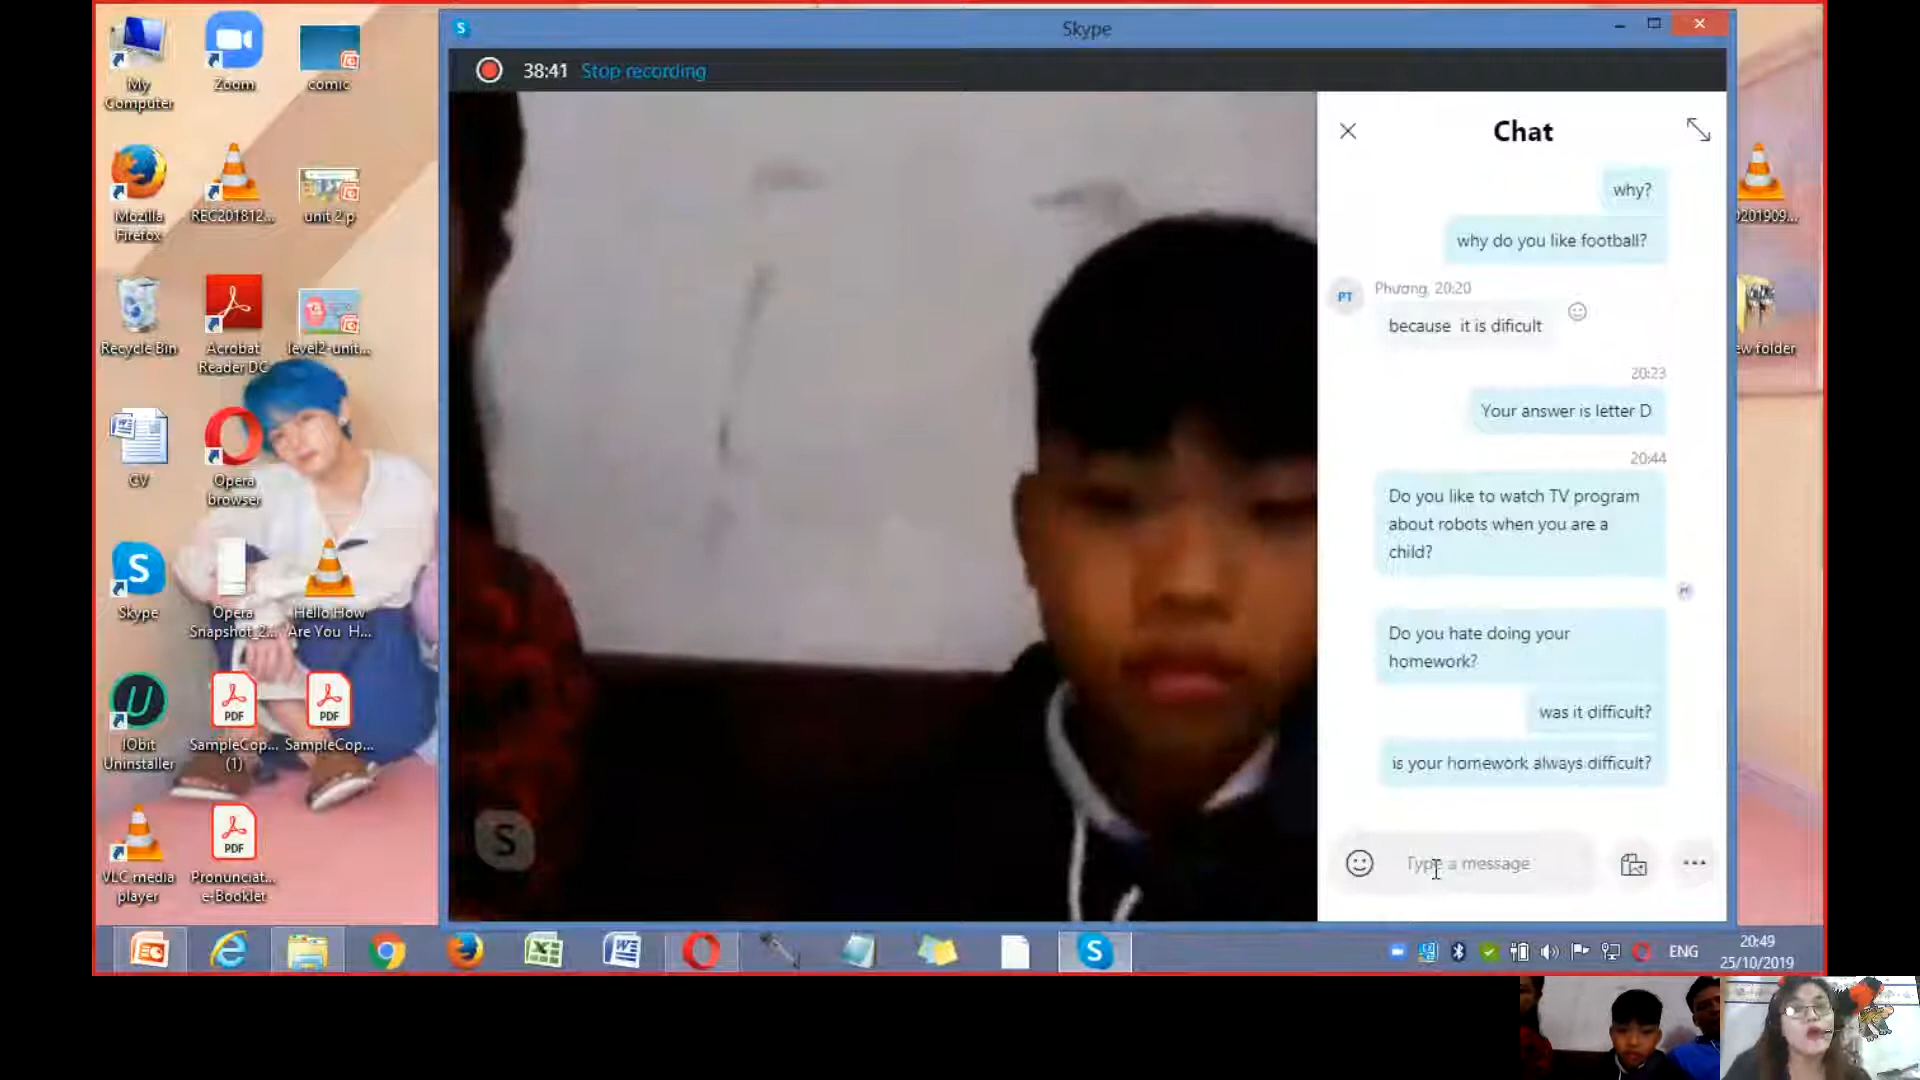 Skype
38:41 Stop recording
My
Computer
Zoom
comic
Mozilla
Firefox
REC201812...
unit 2 p
Recycle Bin
Acrobat
Reader DC
level2-unit...
CV
Opera
browser
Skype
Opera
Snapshot_2...
Hello How
Are You H...
IObit
Uninstaller
SampleCop...
(1)
SampleCop...
VLC media
player
Pronunciat...
e-Booklet
Chat
why?
why do you like football?
PT
Phương, 20:20
because it is dificult
20:23
Your answer is letter D
20:44
Do you like to watch TV program
about robots when you are a
child?
Do you hate doing your
homework?
was it difficult?
is your homework always difficult?
Type a message
201909...
ew folder
PDF
PDF
PDF
ENG
20:49
25/10/2019